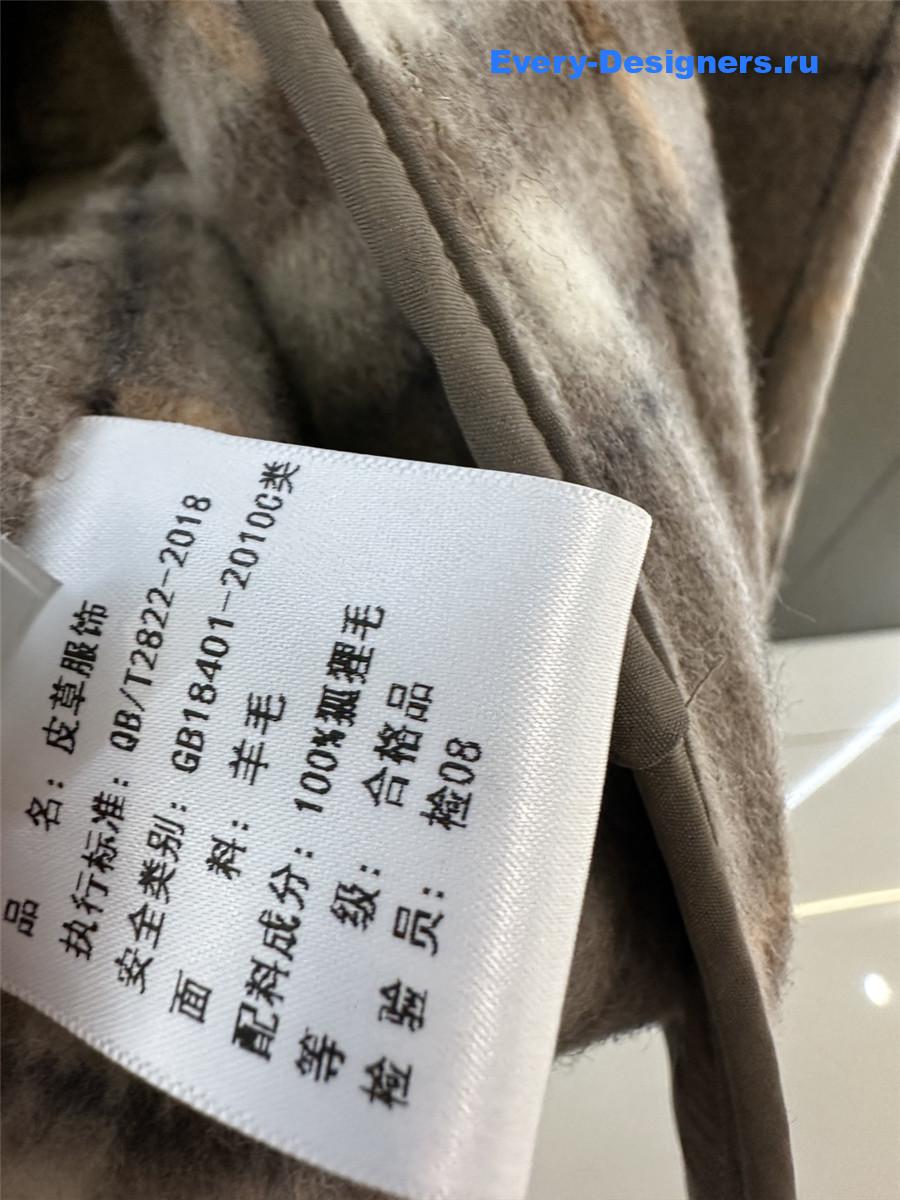 Every-Designers.ru
品 名：皮草服饰
执行标准：QB/T2822-2018
安全类别：GB18401-2010C类
面 料：羊毛
配料成分：100%狐狸毛
等 级：合格品
检 验 员：检08